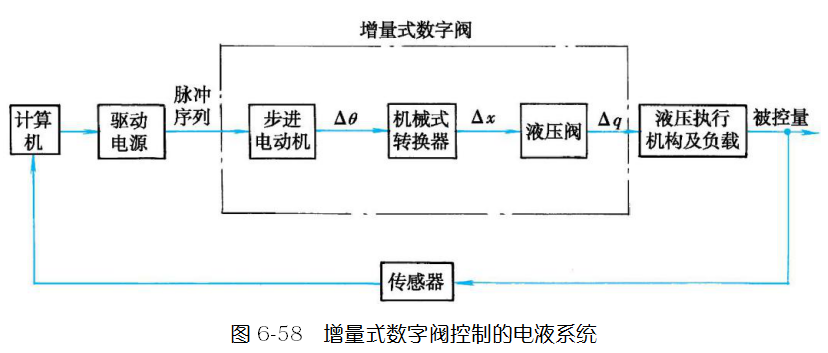 增量式数字阀
脉冲
序列
计算
机
驱动
电源
步进
电动机
Δθ
机械式
转换器
Δx
液压阀
Δq
液压执行
机构及负载
被控量
传感器
图 6-58 增量式数字阀控制的电液系统